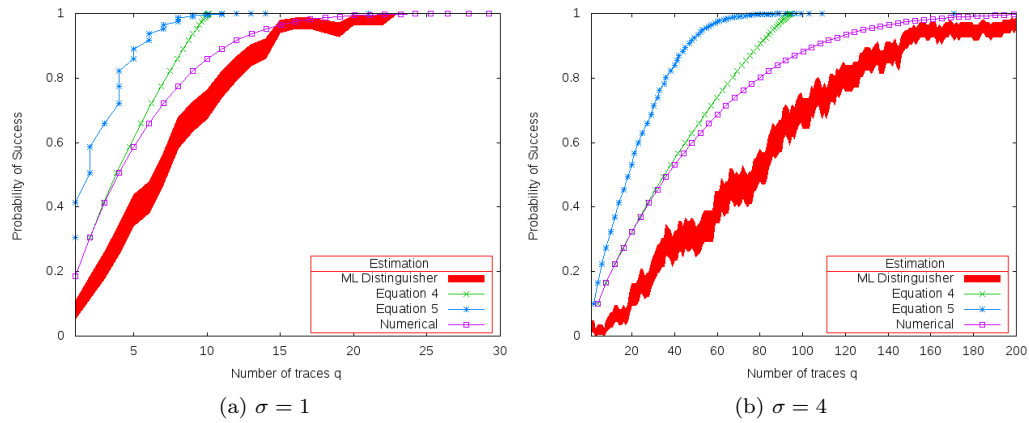 1
0.8
0.6
0.4
0.2
0
Probability of Success
5
10
15
20
25
30
Number of traces q
Estimation
ML Distinguisher
Equation 4
Equation 5
Numerical
(a) σ = 1
1
0.8
0.6
0.4
0.2
0
Probability of Success
20
40
60
80
100
120
140
160
180
200
Number of traces q
Estimation
ML Distinguisher
Equation 4
Equation 5
Numerical
(b) σ = 4